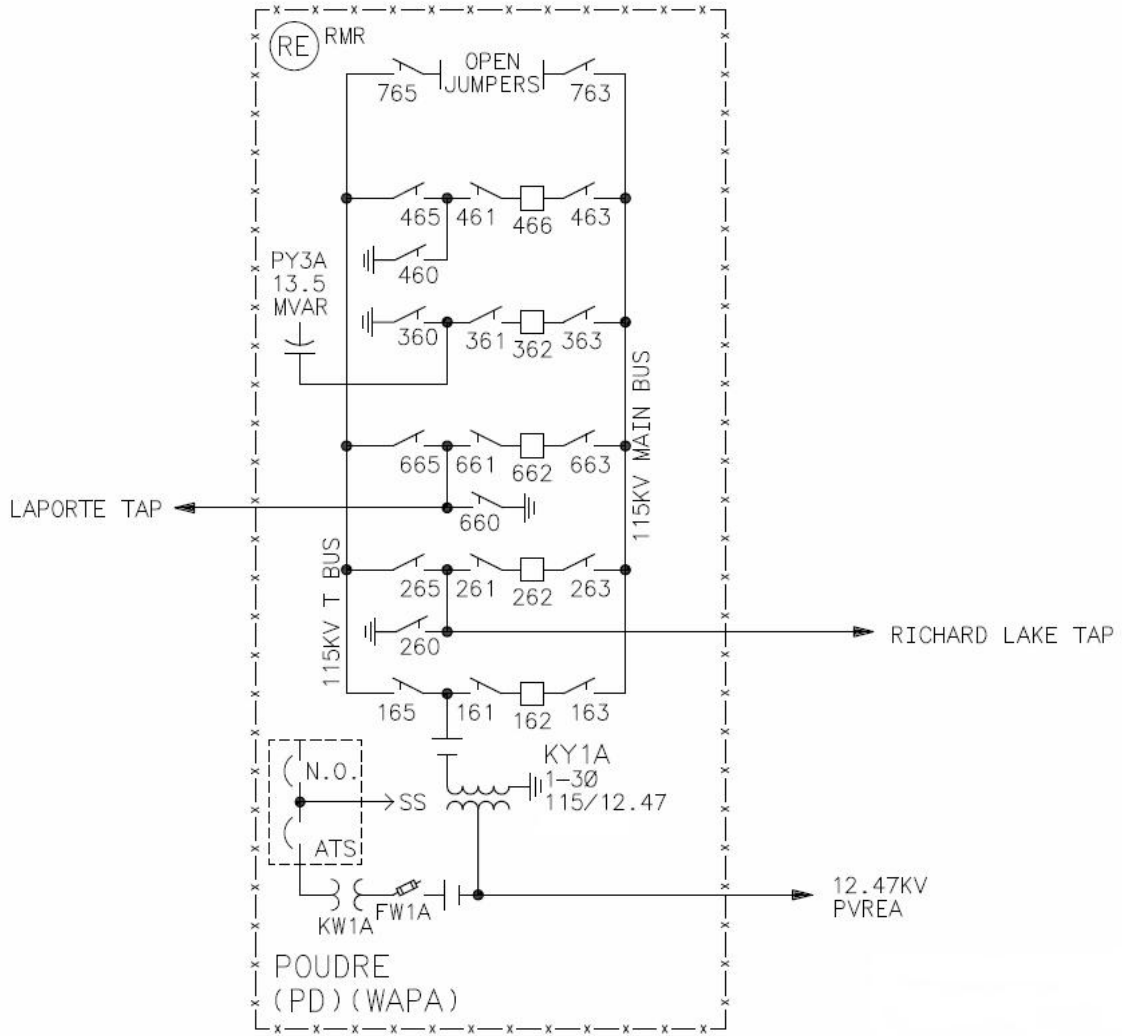 RE RMR
OPEN
JUMPERS
765 763
465 461 466 463
460
PY3A
13.5
MVAR
360 361 362 363
115KV MAIN BUS
665 661 662 663
LAPORTE TAP
660
115KV T BUS
265 261 262 263
260
RICHARD LAKE TAP
165 161 162 163
KY1A
1-3Ø
115/12.47
N.O.
SS
ATS
KW1A FW1A
12.47KV
PVREA
POUDRE
(PD)(WAPA)